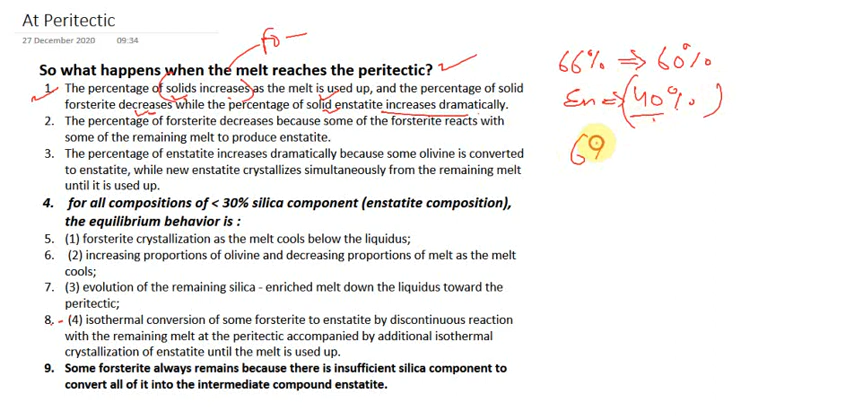 At Peritectic
27 December 2020    09:34
fo -
So what happens when the melt reaches the peritectic?
1. The percentage of solids increases as the melt is used up, and the percentage of solid
forsterite decreases while the percentage of solid enstatite increases dramatically.
2. The percentage of forsterite decreases because some of the forsterite reacts with
some of the remaining melt to produce enstatite.
3. The percentage of enstatite increases dramatically because some olivine is converted
to enstatite, while new enstatite crystallizes simultaneously from the remaining melt
until it is used up.
4. for all compositions of < 30% silica component (enstatite composition),
the equilibrium behavior is :
5. (1) forsterite crystallization as the melt cools below the liquidus;
6. (2) increasing proportions of olivine and decreasing proportions of melt as the melt
cools;
7. (3) evolution of the remaining silica - enriched melt down the liquidus toward the
peritectic;
8. - (4) isothermal conversion of some forsterite to enstatite by discontinuous reaction
with the remaining melt at the peritectic accompanied by additional isothermal
crystallization of enstatite until the melt is used up.
9. Some forsterite always remains because there is insufficient silica component to
convert all of it into the intermediate compound enstatite.
66% ⇒ 60%
En ⇒ (40%)
69